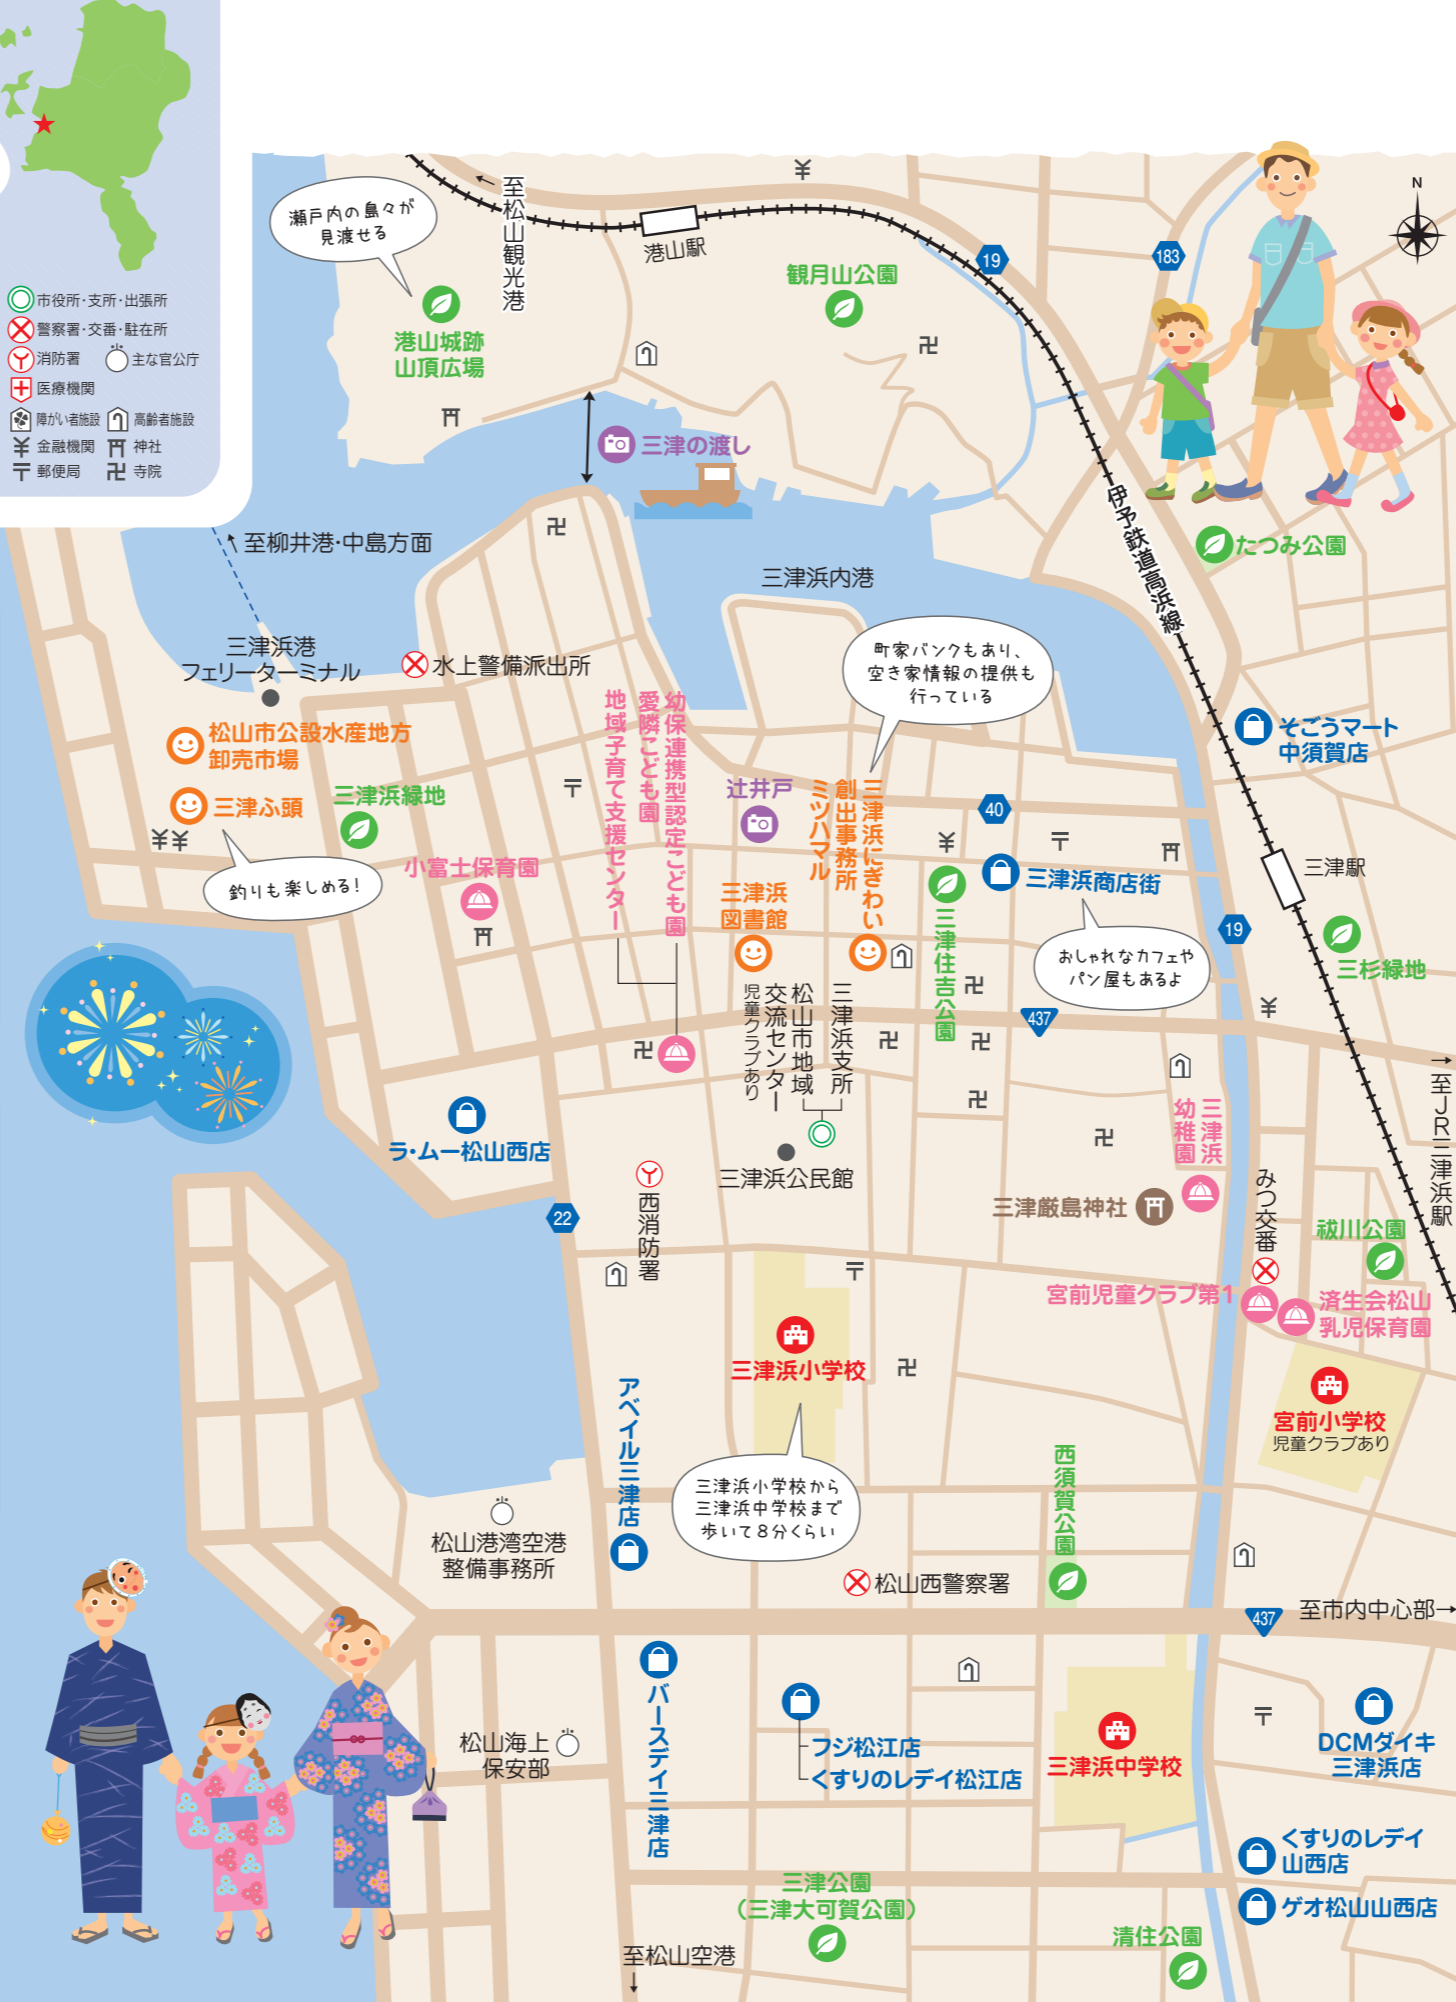 市役所・支所・出張所
警察署・交番・駐在所
消防署
主な官公庁
医療機関
障がい者施設
高齢者施設
金融機関
神社
郵便局
寺院
N
瀬戸内の島々が
見渡せる
至松山観光港
港山駅
19
183
観月山公園
港山城跡
山頂広場
三津の渡し
伊予鉄道高浜線
たつみ公園
至柳井港・中島方面
三津浜内港
三津浜港
フェリーターミナル
水上警備派出所
町家バンクもあり、
空き家情報の提供も
行っている
松山市公設水産地方
卸売市場
三津ふ頭
三津浜緑地
釣りも楽しめる!
小富士保育園
幼保連携型認定こども園
愛隣こども園
地域子育て支援センター
辻井戸
三津浜にぎわい
創出事務所
ミツハマル
三津浜
図書館
40
三津浜商店街
おしゃれなカフェや
パン屋もあるよ
三津住吉公園
そごうマート
中須賀店
三津駅
19
三杉緑地
437
→至JR三津浜駅
三津浜支所
松山市地域
交流センター
児童クラブあり
三津浜公民館
ラ・ムー松山西店
22
西消防署
三津浜
幼稚園
三津厳島神社
みつ交番
祓川公園
宮前児童クラブ第1
済生会松山
乳児保育園
三津浜小学校
宮前小学校
児童クラブあり
三津浜小学校から
三津浜中学校まで
歩いて8分くらい
アベイル三津店
西須賀公園
松山港湾空港
整備事務所
松山西警察署
437
至市内中心部→
バースデイ三津店
松山海上
保安部
フジ松江店
くすりのレデイ松江店
三津浜中学校
DCMダイキ
三津浜店
くすりのレデイ
山西店
ゲオ松山山西店
三津公園
(三津大可賀公園)
清住公園
至松山空港